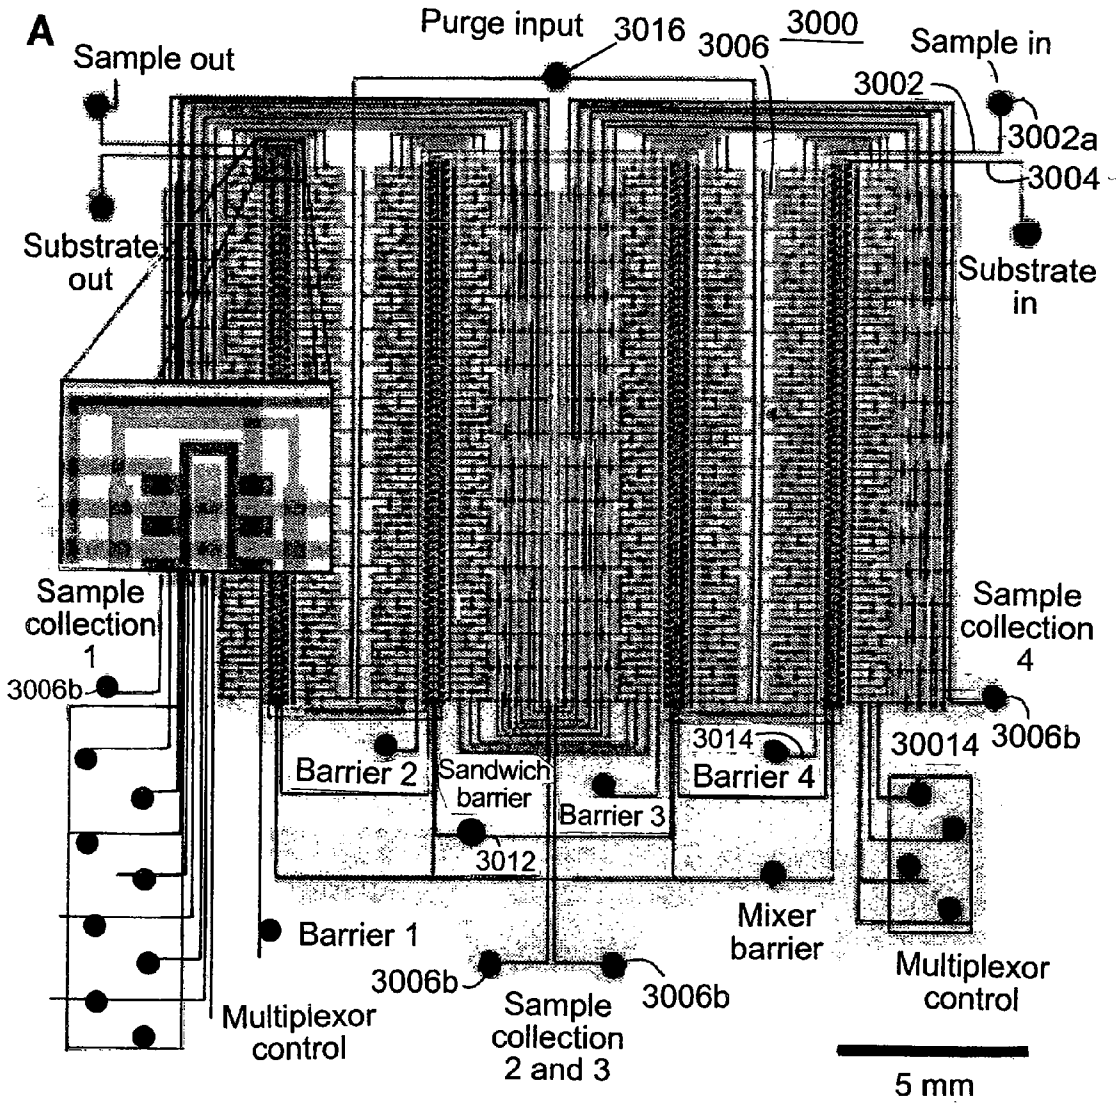 A
Purge input
3016
3006
3000
Sample in
Sample out
3002
3002a
3004
Substrate
out
Substrate
in
Sample
collection
1
Sample
collection
4
3006b
3006b
3014
30014
Barrier 2
Sandwich
barrier
Barrier 3
Barrier 4
3012
Barrier 1
Mixer
barrier
3006b
3006b
Multiplexor
control
Sample
collection
2 and 3
Multiplexor
control
5 mm